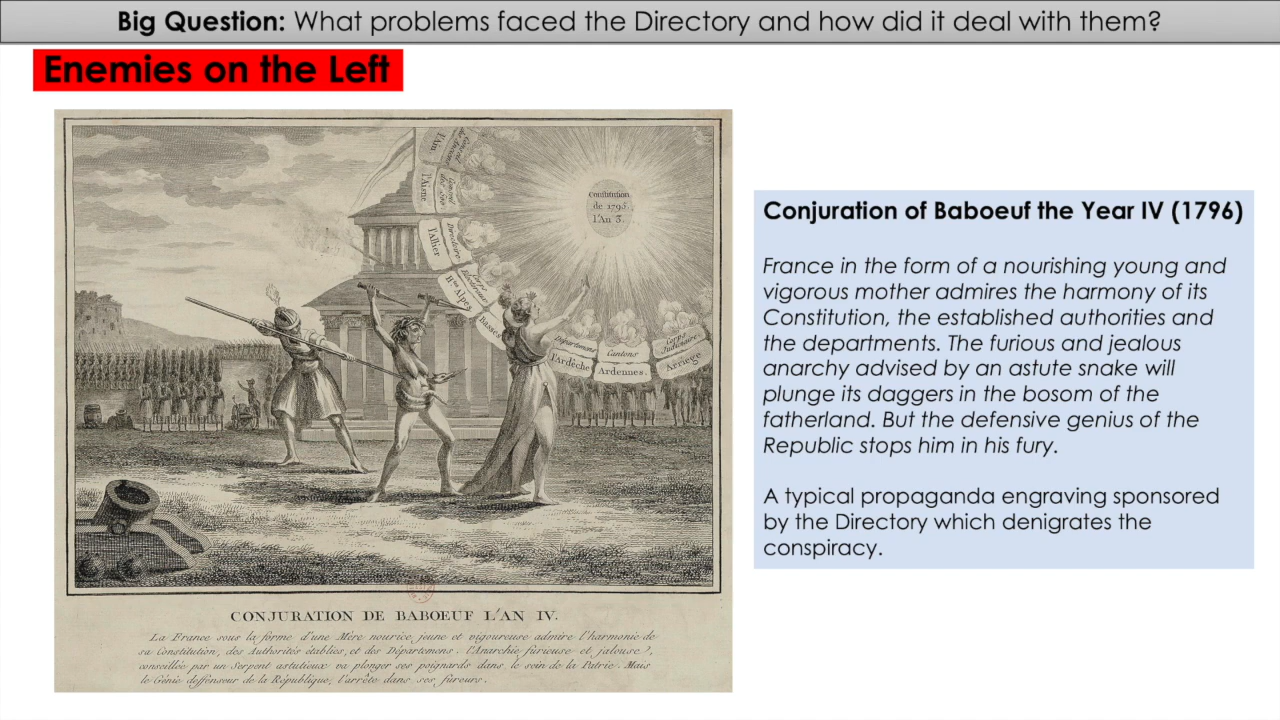 Big Question: What problems faced the Directory and how did it deal with them?
Enemies on the Left
Constitution
de 1795.
l'An 3.
l'Ain.
l'Aisne
l'Allier
Directoire
Htes Alpes
Départemens
Cantons
Corps
Judiciaire
l'Ardèche
Ardennes.
Arriege
CONJURATION DE BABOEUF L'AN IV.
La France sous la forme d'une Mère nourice jeune et vigoureuse admire l'harmonie de
sa Constitution, des Authorités établies, et des Départemens. l'Anarchie furieuse et jalouse,
conseillée par un Serpent astutieux va plonger ses poignards dans le sein de la Patrie. Mais
le Génie deffenseur de la République, l'arrête dans ses fureurs.
Conjuration of Baboeuf the Year IV (1796)
France in the form of a nourishing young and
vigorous mother admires the harmony of its
Constitution, the established authorities and
the departments. The furious and jealous
anarchy advised by an astute snake will
plunge its daggers in the bosom of the
fatherland. But the defensive genius of the
Republic stops him in his fury.
A typical propaganda engraving sponsored
by the Directory which denigrates the
conspiracy.